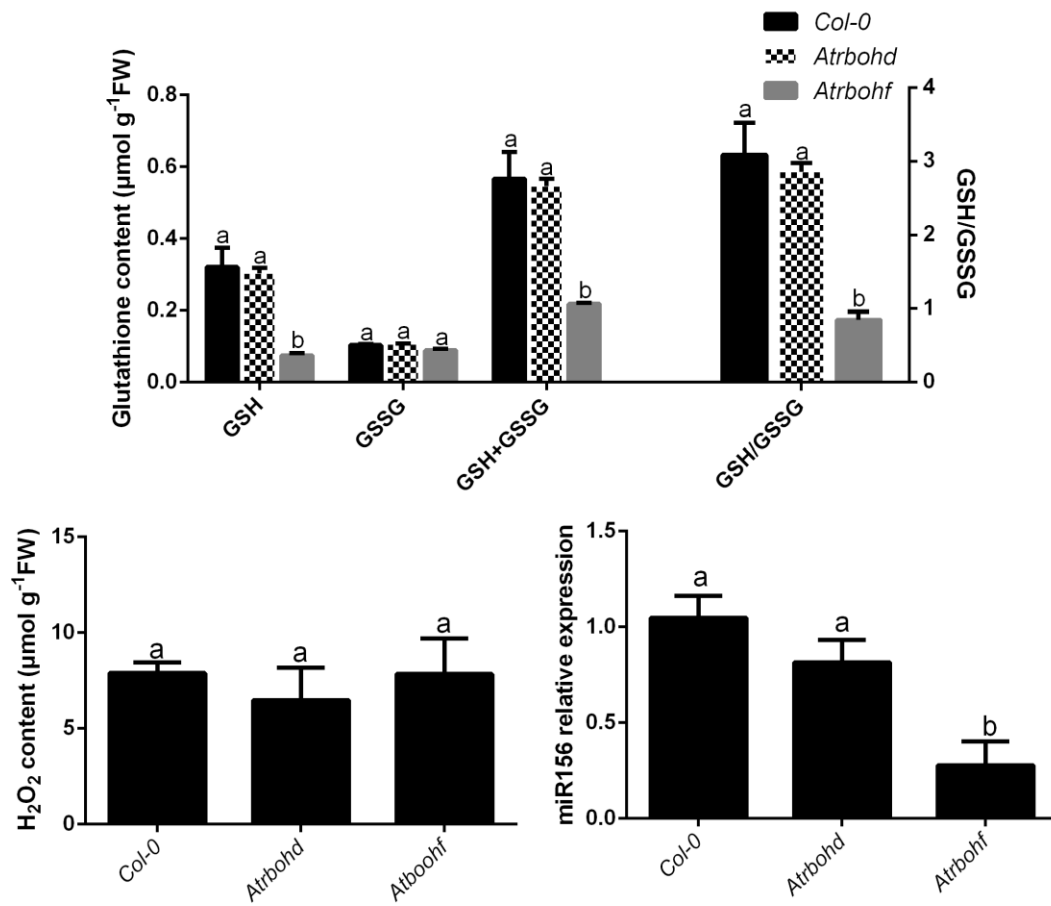 Col-0
Atrbohd
Atrbohf
Glutathione content (µmol g⁻¹FW)
0.8
0.6
0.4
0.2
0.0
a
a
b
a
a
a
a
a
b
a
a
b
4
3
2
1
0
GSH/GSSG
GSH
GSSG
GSH+GSSG
GSH/GSSG
H₂O₂ content (µmol g⁻¹FW)
15
10
5
0
a
a
a
Col-0
Atrbohd
Atboohf
miR156 relative expression
1.5
1.0
0.5
0.0
a
a
b
Col-0
Atrbohd
Atrbohf